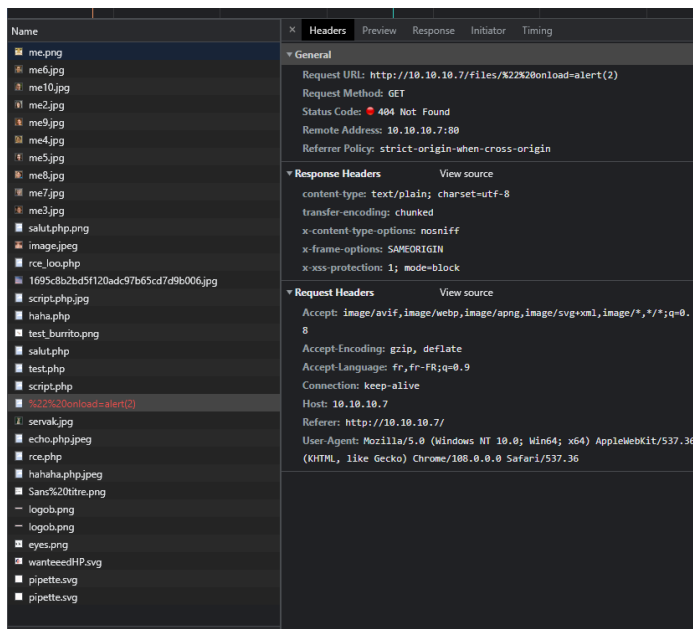 Name
me.png
me6.jpg
me10.jpg
me2.jpg
me9.jpg
me4.jpg
me5.jpg
me8.jpg
me7.jpg
me3.jpg
salut.php.png
image.jpeg
rce_loo.php
1695c8b2bd5f120adc97b65cd7d9b006.jpg
script.php.jpg
haha.php
test_burrito.png
salut.php
test.php
script.php
%22%20onload=alert(2)
servak.jpg
echo.php.jpeg
rce.php
hahaha.php.jpeg
Sans%20titre.png
logob.png
logob.png
eyes.png
wanteeedHP.svg
pipette.svg
pipette.svg
× Headers Preview Response Initiator Timing
General
Request URL: http://10.10.10.7/files/%22%20onload=alert(2)
Request Method: GET
Status Code: 404 Not Found
Remote Address: 10.10.10.7:80
Referrer Policy: strict-origin-when-cross-origin
Response Headers View source
content-type: text/plain; charset=utf-8
transfer-encoding: chunked
x-content-type-options: nosniff
x-frame-options: SAMEORIGIN
x-xss-protection: 1; mode=block
Request Headers View source
Accept: image/avif,image/webp,image/apng,image/svg+xml,image/*,*/*;q=0.
8
Accept-Encoding: gzip, deflate
Accept-Language: fr,fr-FR;q=0.9
Connection: keep-alive
Host: 10.10.10.7
Referer: http://10.10.10.7/
User-Agent: Mozilla/5.0 (Windows NT 10.0; Win64; x64) AppleWebKit/537.36
(KHTML, like Gecko) Chrome/108.0.0.0 Safari/537.36